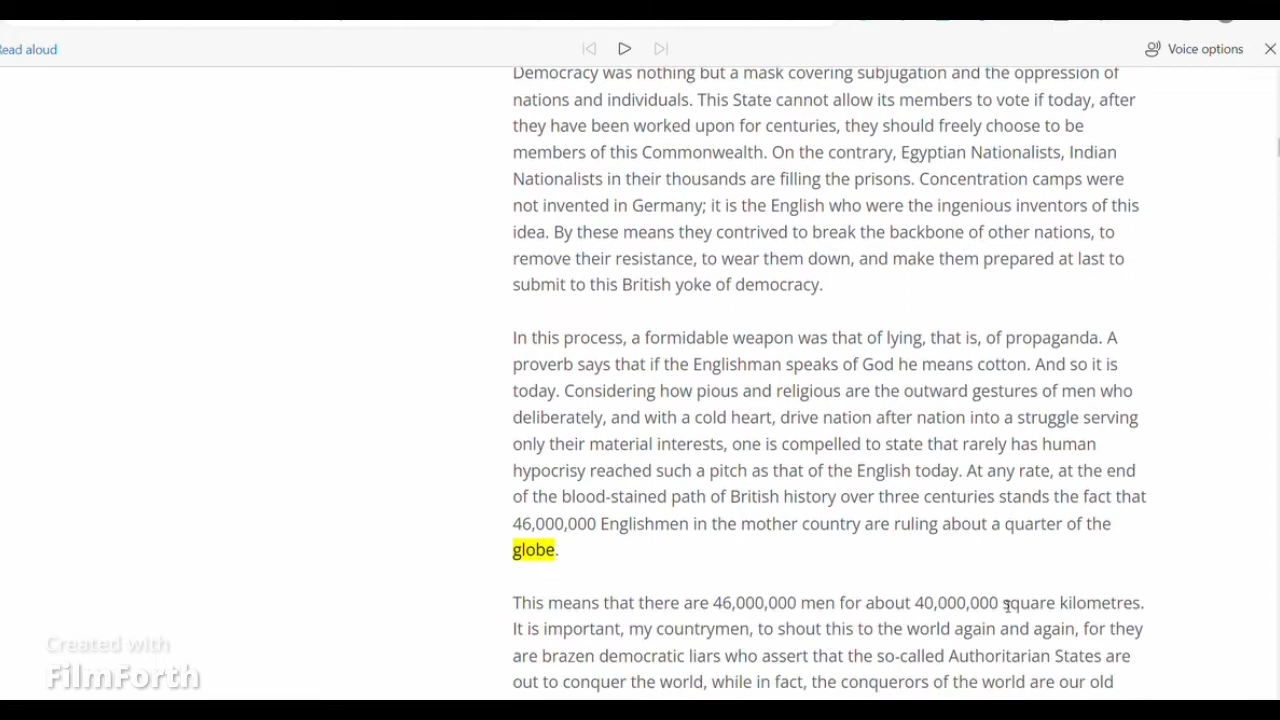 Read aloud
Voice options
Democracy was nothing but a mask covering subjugation and the oppression of
nations and individuals. This State cannot allow its members to vote if today, after
they have been worked upon for centuries, they should freely choose to be
members of this Commonwealth. On the contrary, Egyptian Nationalists, Indian
Nationalists in their thousands are filling the prisons. Concentration camps were
not invented in Germany; it is the English who were the ingenious inventors of this
idea. By these means they contrived to break the backbone of other nations, to
remove their resistance, to wear them down, and make them prepared at last to
submit to this British yoke of democracy.
In this process, a formidable weapon was that of lying, that is, of propaganda. A
proverb says that if the Englishman speaks of God he means cotton. And so it is
today. Considering how pious and religious are the outward gestures of men who
deliberately, and with a cold heart, drive nation after nation into a struggle serving
only their material interests, one is compelled to state that rarely has human
hypocrisy reached such a pitch as that of the English today. At any rate, at the end
of the blood-stained path of British history over three centuries stands the fact that
46,000,000 Englishmen in the mother country are ruling about a quarter of the
globe.
This means that there are 46,000,000 men for about 40,000,000 square kilometres.
It is important, my countrymen, to shout this to the world again and again, for they
are brazen democratic liars who assert that the so-called Authoritarian States are
out to conquer the world, while in fact, the conquerors of the world are our old
Created with
FilmForth